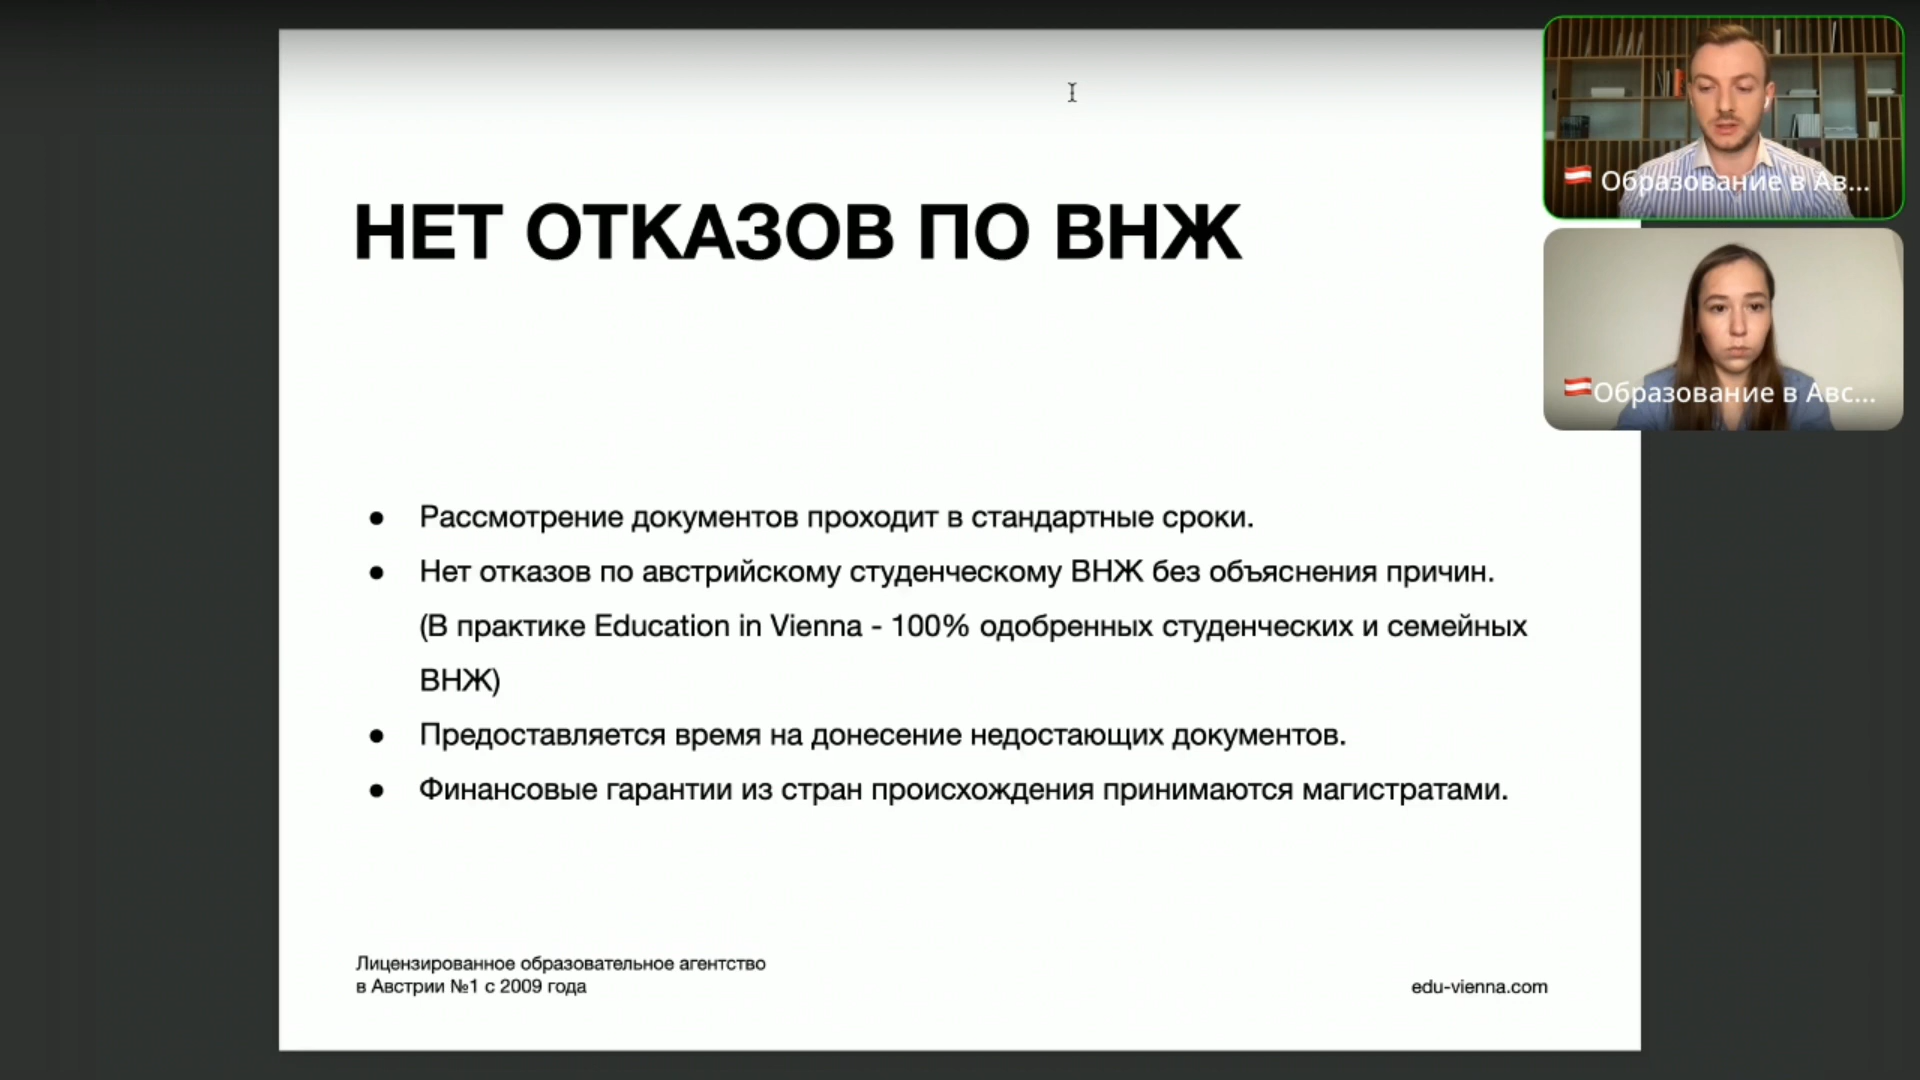 НЕТ ОТКАЗОВ ПО ВНЖ
● Рассмотрение документов проходит в стандартные сроки.
● Нет отказов по австрийскому студенческому ВНЖ без объяснения причин.
(В практике Education in Vienna - 100% одобренных студенческих и семейных
ВНЖ)
● Предоставляется время на донесение недостающих документов.
● Финансовые гарантии из стран происхождения принимаются магистратами.
Лицензированное образовательное агентство
в Австрии №1 с 2009 года
edu-vienna.com
Образование в Ав...
Образование в Авс...